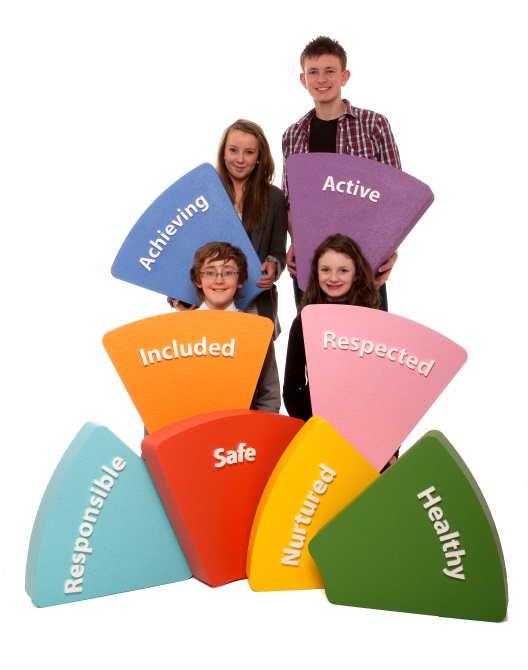 Active
Achieving
Included
Respected
Safe
Responsible
Nurtured
Healthy